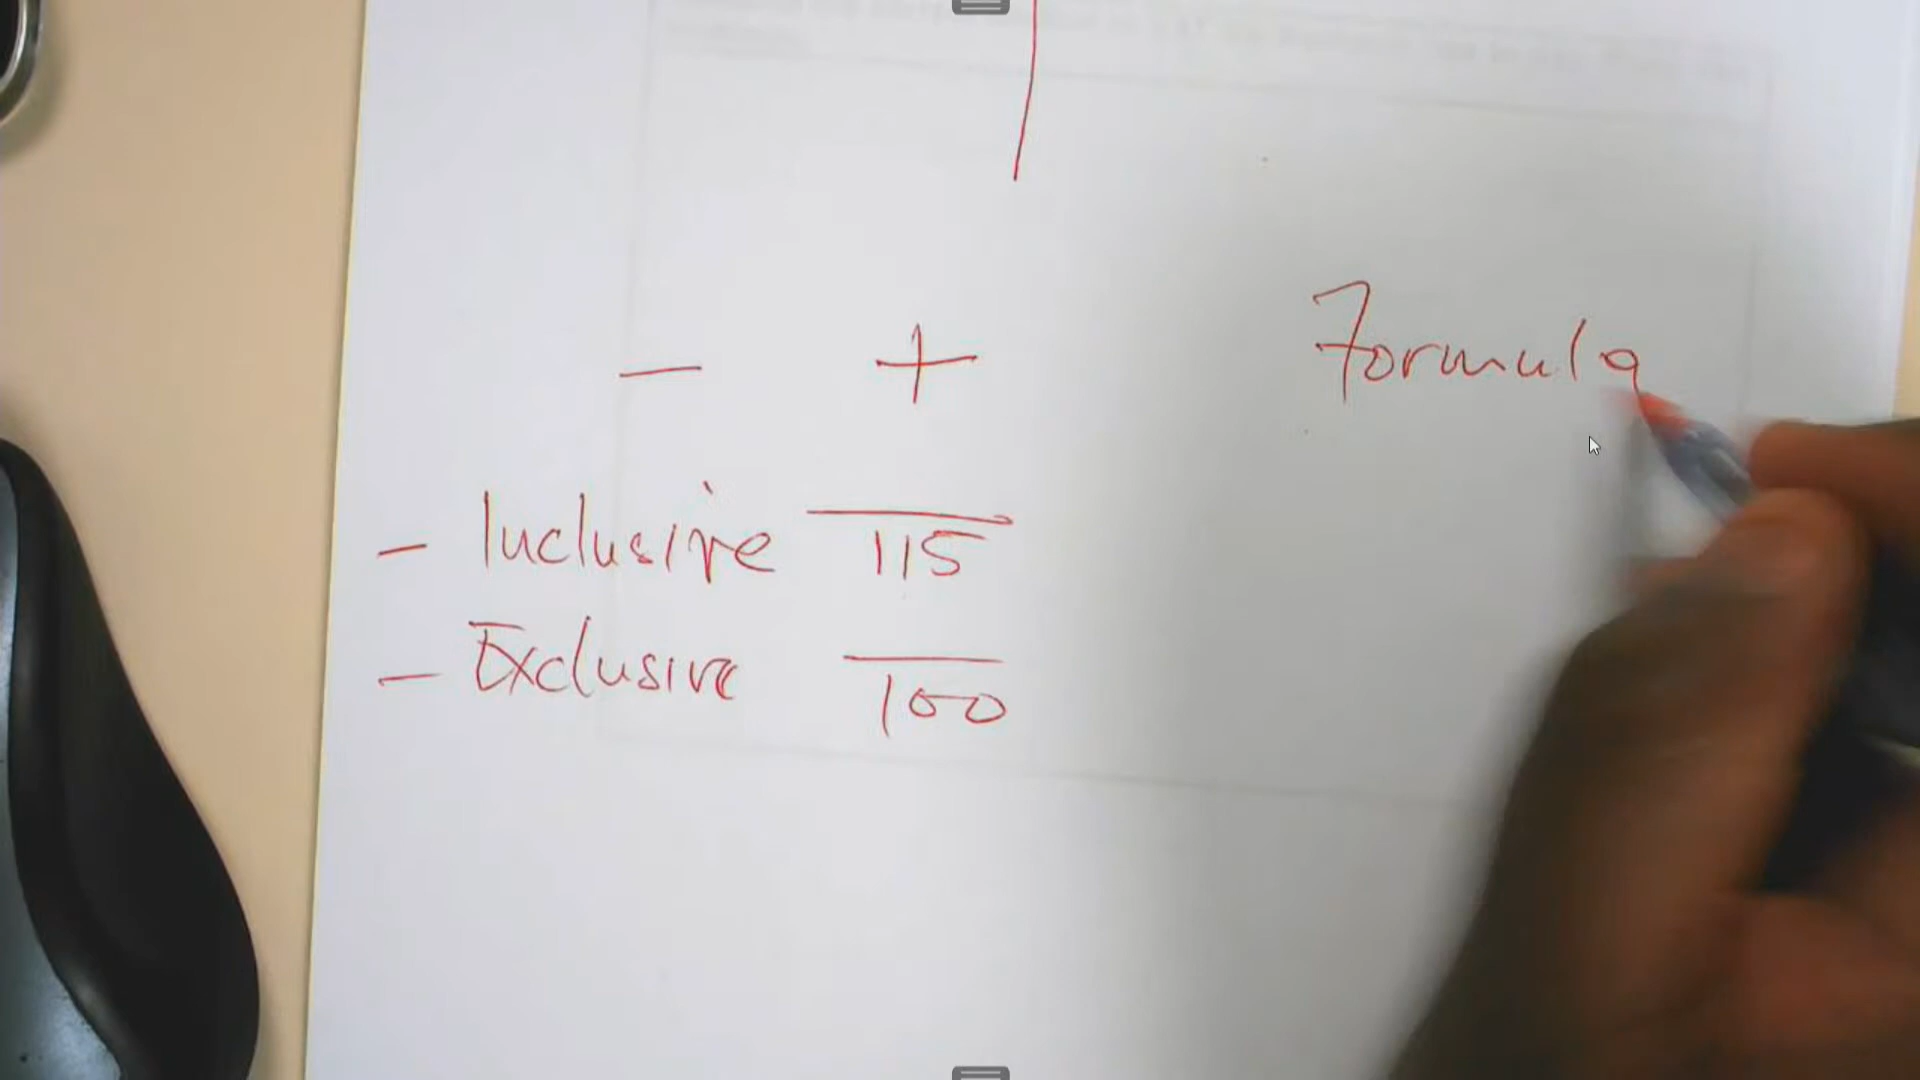 - +
Formula
- Inclusive /115
- Exclusive /100